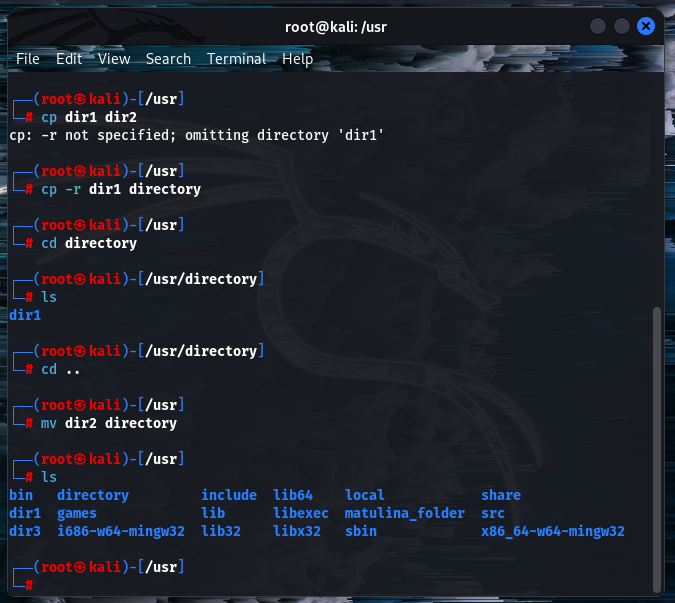 root@kali: /usr
File Edit View Search Terminal Help
┌──(root㉿kali)-[/usr]
└─# cp dir1 dir2
cp: -r not specified; omitting directory 'dir1'
┌──(root㉿kali)-[/usr]
└─# cp -r dir1 directory
┌──(root㉿kali)-[/usr]
└─# cd directory
┌──(root㉿kali)-[/usr/directory]
└─# ls
dir1
┌──(root㉿kali)-[/usr/directory]
└─# cd ..
┌──(root㉿kali)-[/usr]
└─# mv dir2 directory
┌──(root㉿kali)-[/usr]
└─# ls
bin   directory         include  lib64    local            share
dir1  games             lib      libexec  matulina_folder  src
dir3  i686-w64-mingw32  lib32    libx32   sbin             x86_64-w64-mingw32
┌──(root㉿kali)-[/usr]
└─#